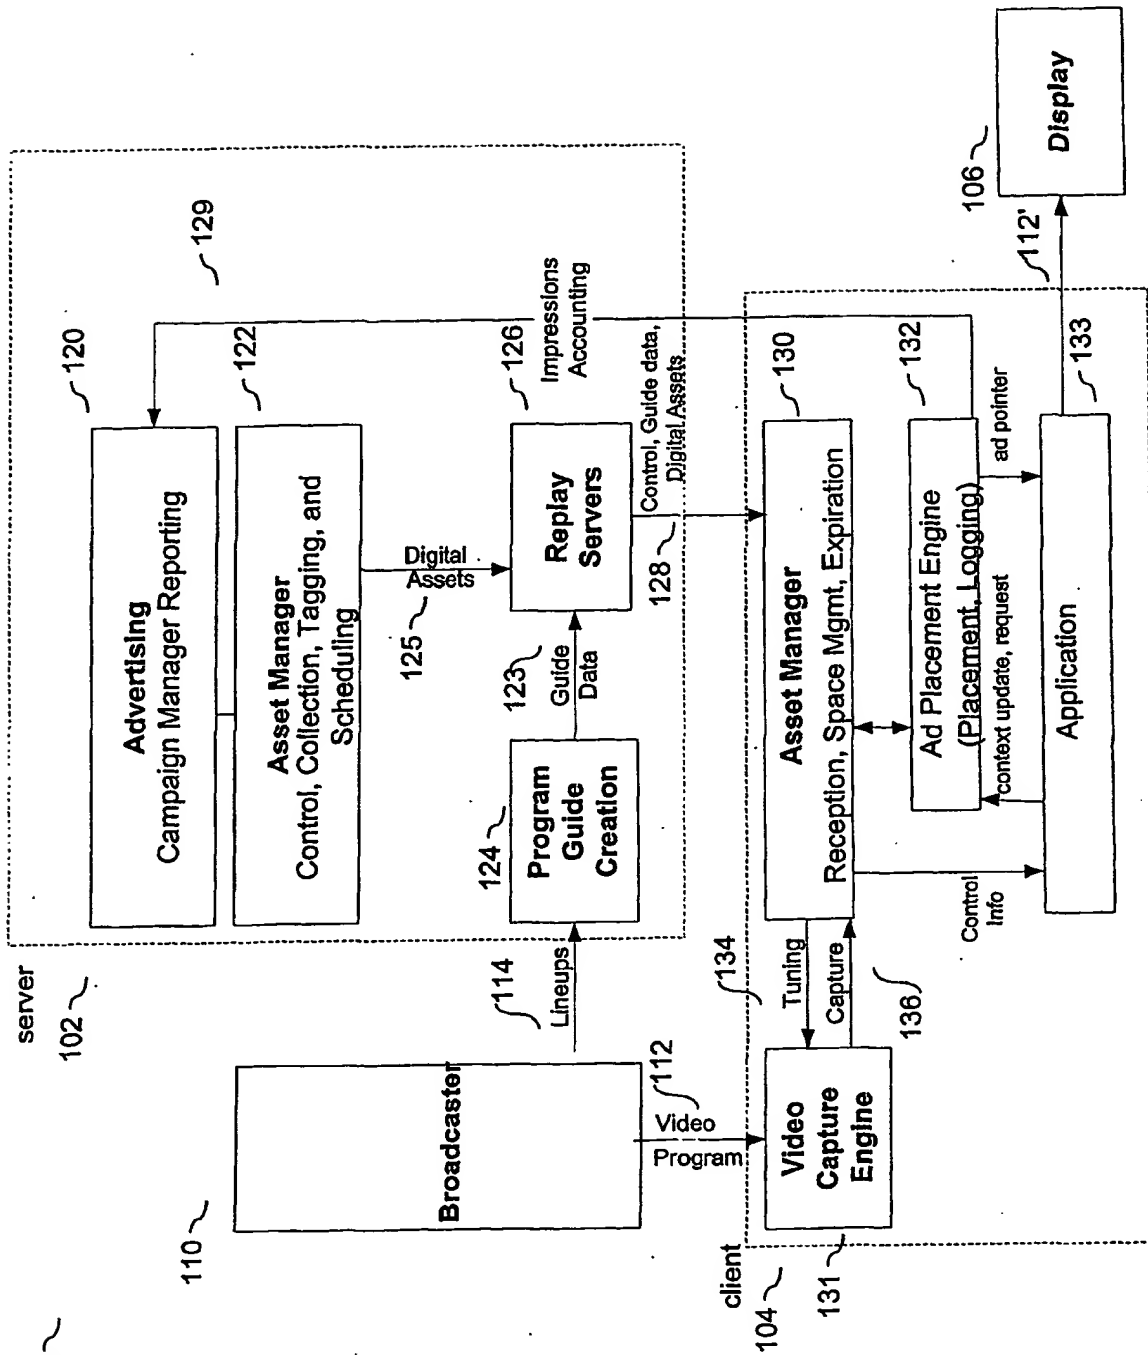 server
102
120
Advertising
Campaign Manager Reporting
129
122
Asset Manager
Control, Collection, Tagging, and
Scheduling
Digital
Assets
125
110
Broadcaster
114
Lineups
124
Program
Guide
Creation
123
Guide
Data
126
Replay
Servers
Impressions
Accounting
Control, Guide data,
Digital Assets
128
112
Video
Program
client
104
131
Video
Capture
Engine
134
Tuning
Capture
136
130
Asset Manager
Reception, Space Mgmt, Expiration
132
Ad Placement Engine
(Placement, Logging)
Control
Info
context update, request
ad pointer
133
Application
112'
106
Display